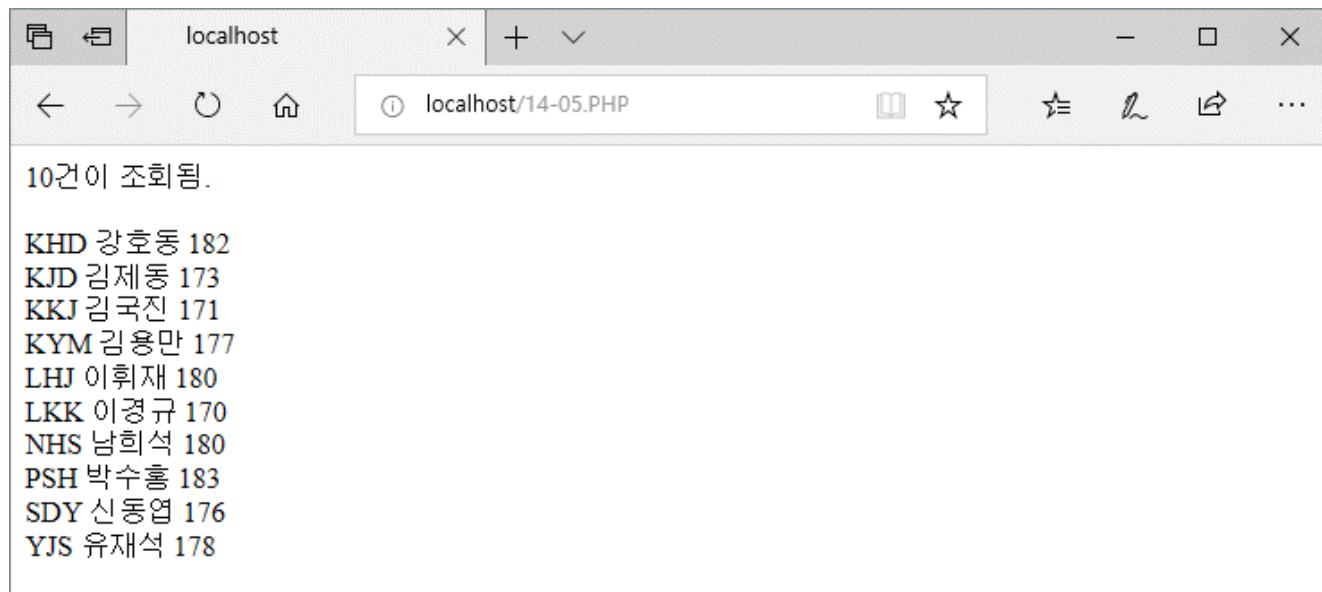 localhost
localhost/14-05.PHP
10건이 조회됨.
KHD 강호동 182
KJD 김제동 173
KKJ 김국진 171
KYM 김용만 177
LHJ 이휘재 180
LKK 이경규 170
NHS 남희석 180
PSH 박수홍 183
SDY 신동엽 176
YJS 유재석 178